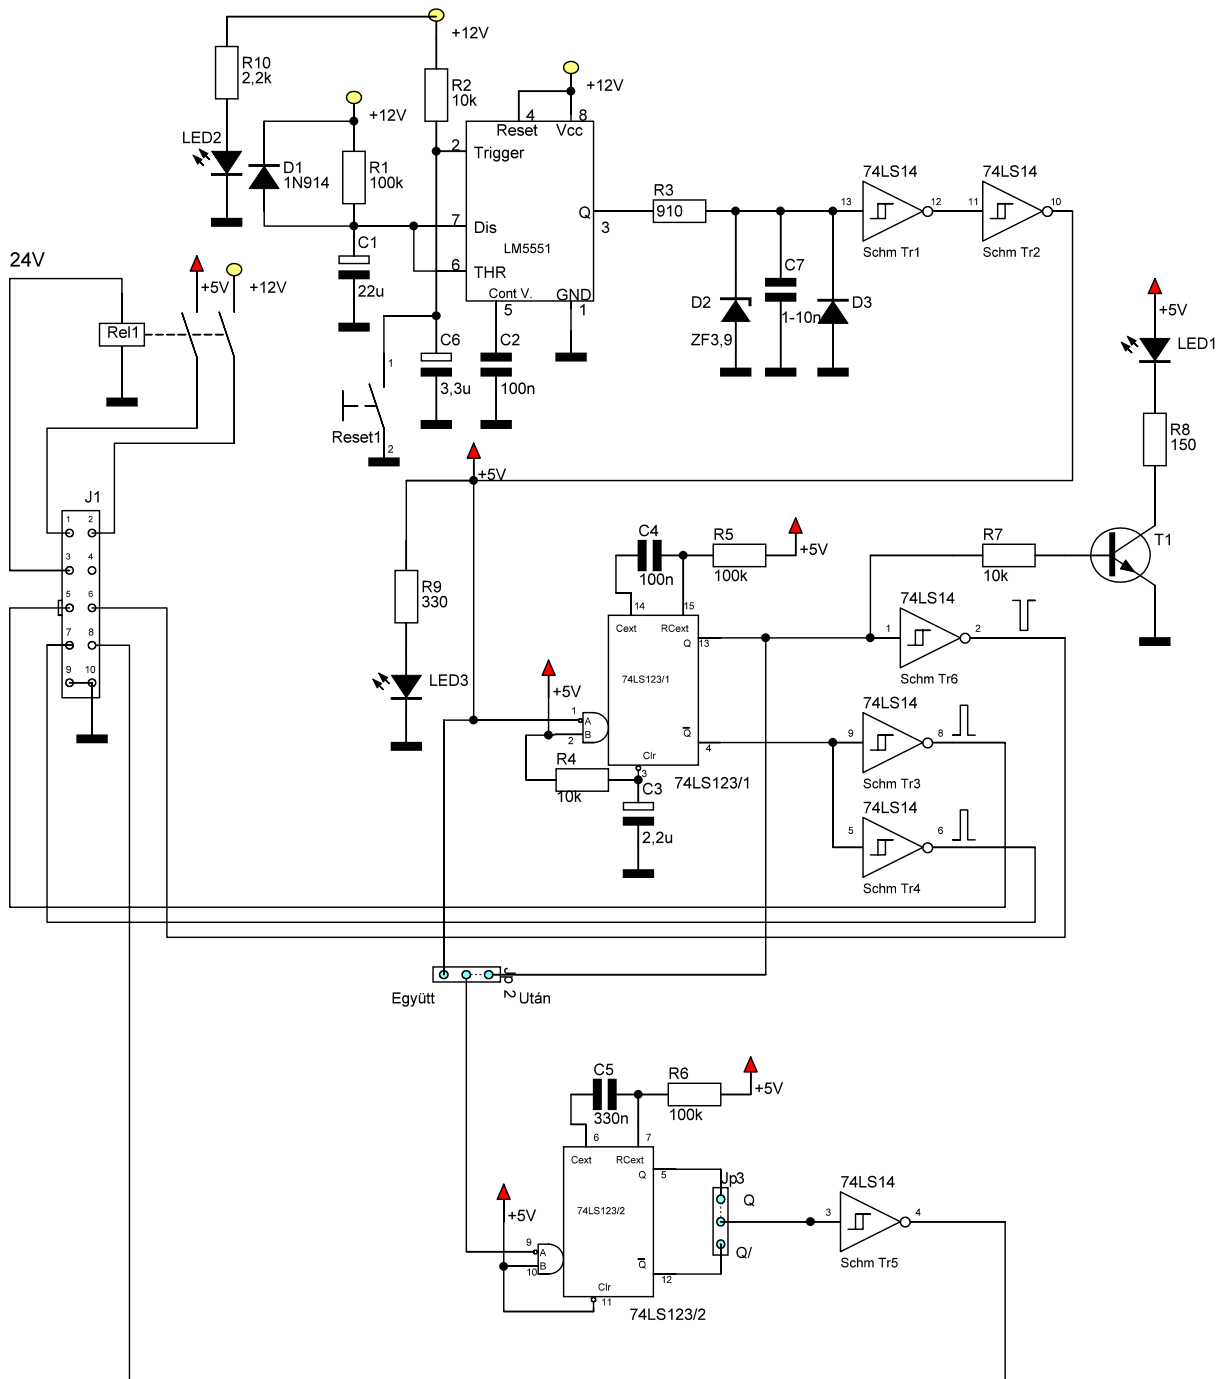 +12V
R10
2,2k
LED2
+12V
D1
1N914
R1
100k
R2
10k
+12V
4
8
Reset
Vcc
2
Trigger
7
Dis
Q
3
LM5551
6
THR
Cont V.
GND
5
1
C1
22u
C6
3,3u
C2
100n
1
Reset1
2
R3
910
D2
ZF3,9
C7
1-10n
D3
74LS14
13
12
Schm Tr1
74LS14
11
10
Schm Tr2
24V
+5V
+12V
Rel1
J1
1
2
3
4
5
6
7
8
9
10
+5V
LED1
R8
150
T1
R7
10k
+5V
R9
330
LED3
C4
100n
R5
100k
+5V
14
15
Cext
RCext
Q
13
74LS123/1
+5V
1
A
B
2
Q
4
Clr
3
74LS123/1
R4
10k
C3
2,2u
74LS14
1
2
Schm Tr6
74LS14
9
8
Schm Tr3
74LS14
5
6
Schm Tr4
Jp 2
Együtt
Után
C5
330n
R6
100k
+5V
6
7
Cext
RCext
Q
5
74LS123/2
+5V
9
A
B
10
Q
12
Clr
11
74LS123/2
Jp3
Q
Q/
74LS14
3
4
Schm Tr5